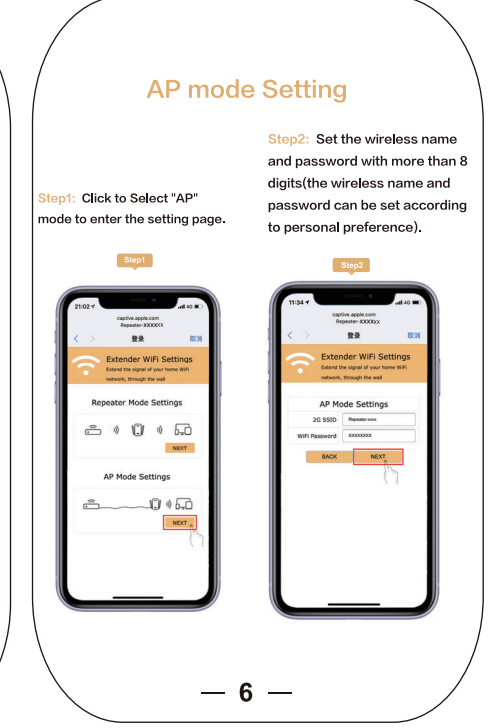 AP mode Setting
Step1: Click to Select "AP"
mode to enter the setting page.
Step2: Set the wireless name
and password with more than 8
digits(the wireless name and
password can be set according
to personal preference).
Step1
21:02
4G
captive.apple.com
Repeater-XXXXXX
登录
取消
Extender WiFi Settings
Extend the signal of your home WiFi
network, through the wall
Repeater Mode Settings
NEXT
AP Mode Settings
NEXT
Step2
11:34
4G
captive.apple.com
Repeater-XXXXxx
登录
取消
Extender WiFi Settings
Extend the signal of your home WiFi
network, through the wall
AP Mode Settings
2G SSID
Repeater-xxxx
WiFi Password
XXXXXXXX
BACK
NEXT
— 6 —